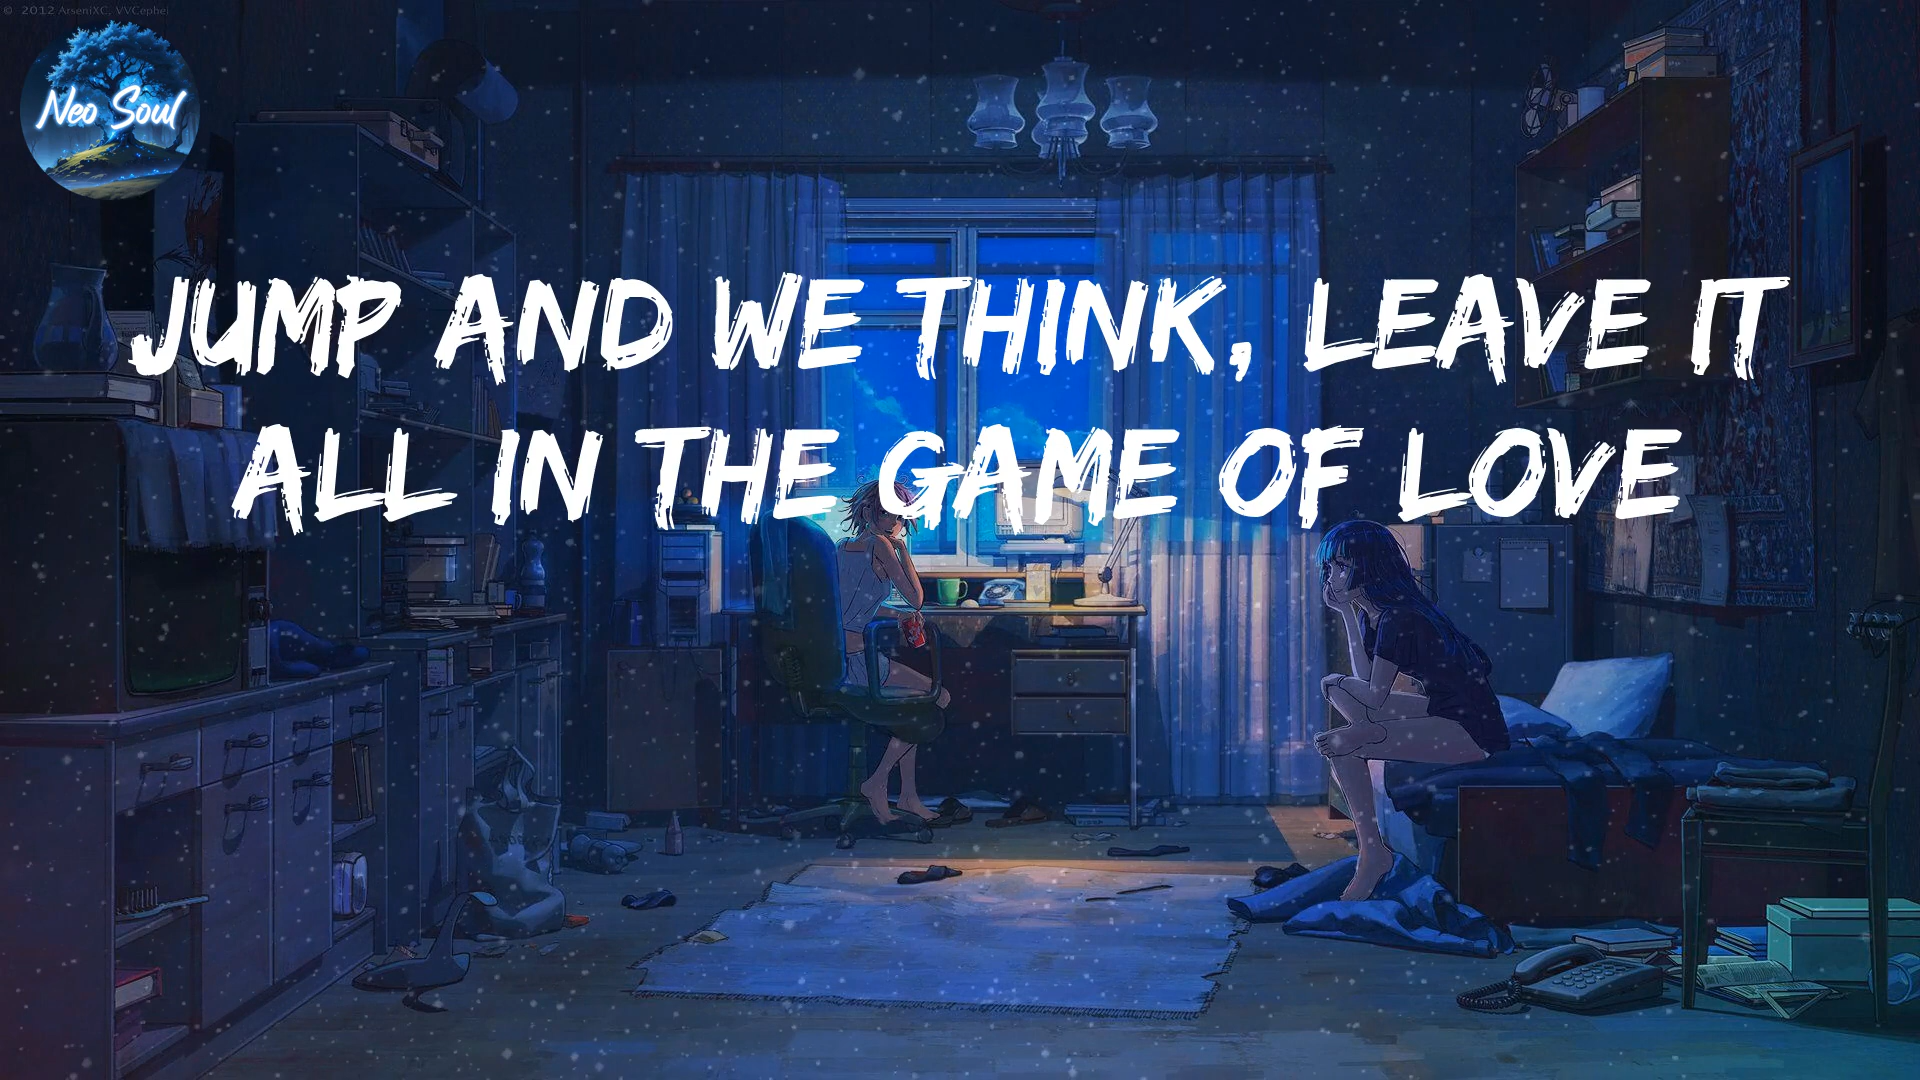 © 2012 ArseniXC, VVCephei
Neo Soul
JUMP AND WE THINK, LEAVE IT
ALL IN THE GAME OF LOVE